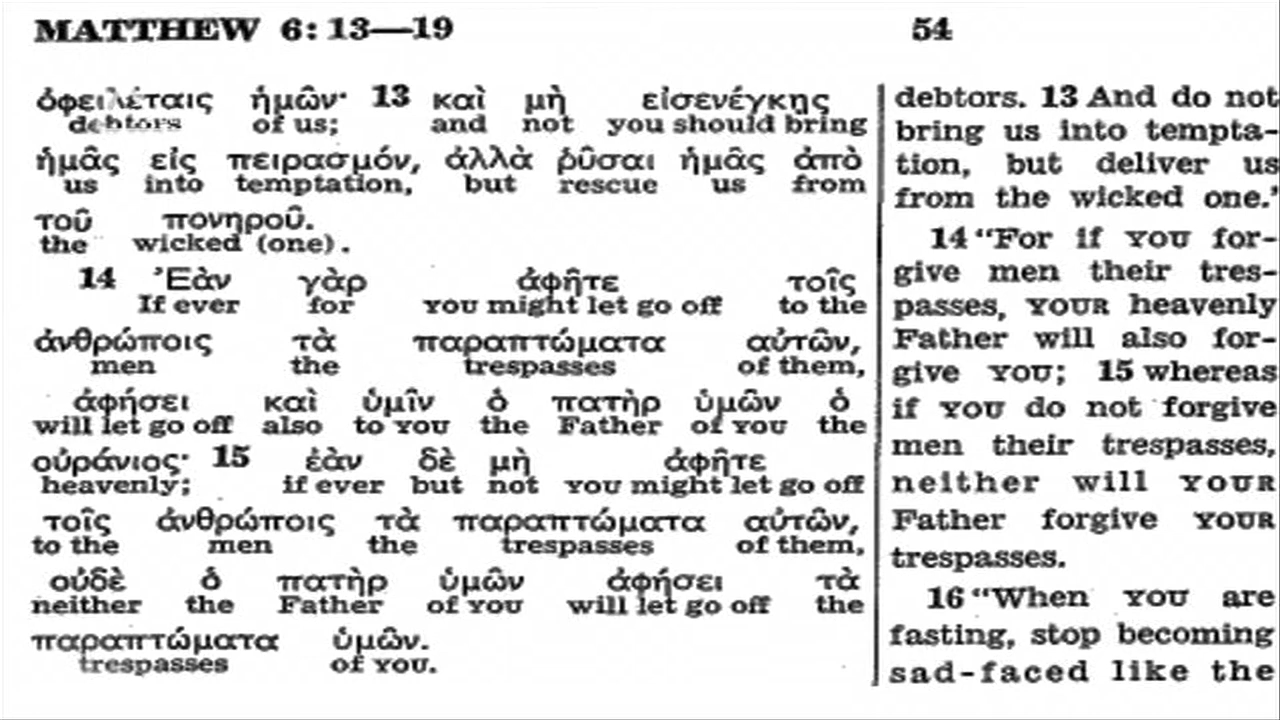 MATTHEW 6:13—19 54
ὀφειλέταις ἡμῶν· 13 καὶ μὴ εἰσενέγκῃς
debtors of us; and not you should bring
ἡμᾶς εἰς πειρασμόν, ἀλλὰ ῥῦσαι ἡμᾶς ἀπὸ
us into temptation, but rescue us from
τοῦ πονηροῦ.
the wicked (one).
14 Ἐὰν γὰρ ἀφῆτε τοῖς
If ever for YOU might let go off to the
ἀνθρώποις τὰ παραπτώματα αὐτῶν,
men the trespasses of them,
ἀφήσει καὶ ὑμῖν ὁ πατὴρ ὑμῶν ὁ
will let go off also to YOU the Father of YOU the
οὐράνιος· 15 ἐὰν δὲ μὴ ἀφῆτε
heavenly; if ever but not YOU might let go off
τοῖς ἀνθρώποις τὰ παραπτώματα αὐτῶν,
to the men the trespasses of them,
οὐδὲ ὁ πατὴρ ὑμῶν ἀφήσει τὰ
neither the Father of YOU will let go off the
παραπτώματα ὑμῶν.
trespasses of YOU.
debtors. 13 And do not
bring us into tempta-
tion, but deliver us
from the wicked one.'
14 "For if YOU for-
give men their tres-
passes, YOUR heavenly
Father will also for-
give YOU; 15 whereas
if YOU do not forgive
men their trespasses,
neither will YOUR
Father forgive YOUR
trespasses.
16 "When YOU are
fasting, stop becoming
sad-faced like the